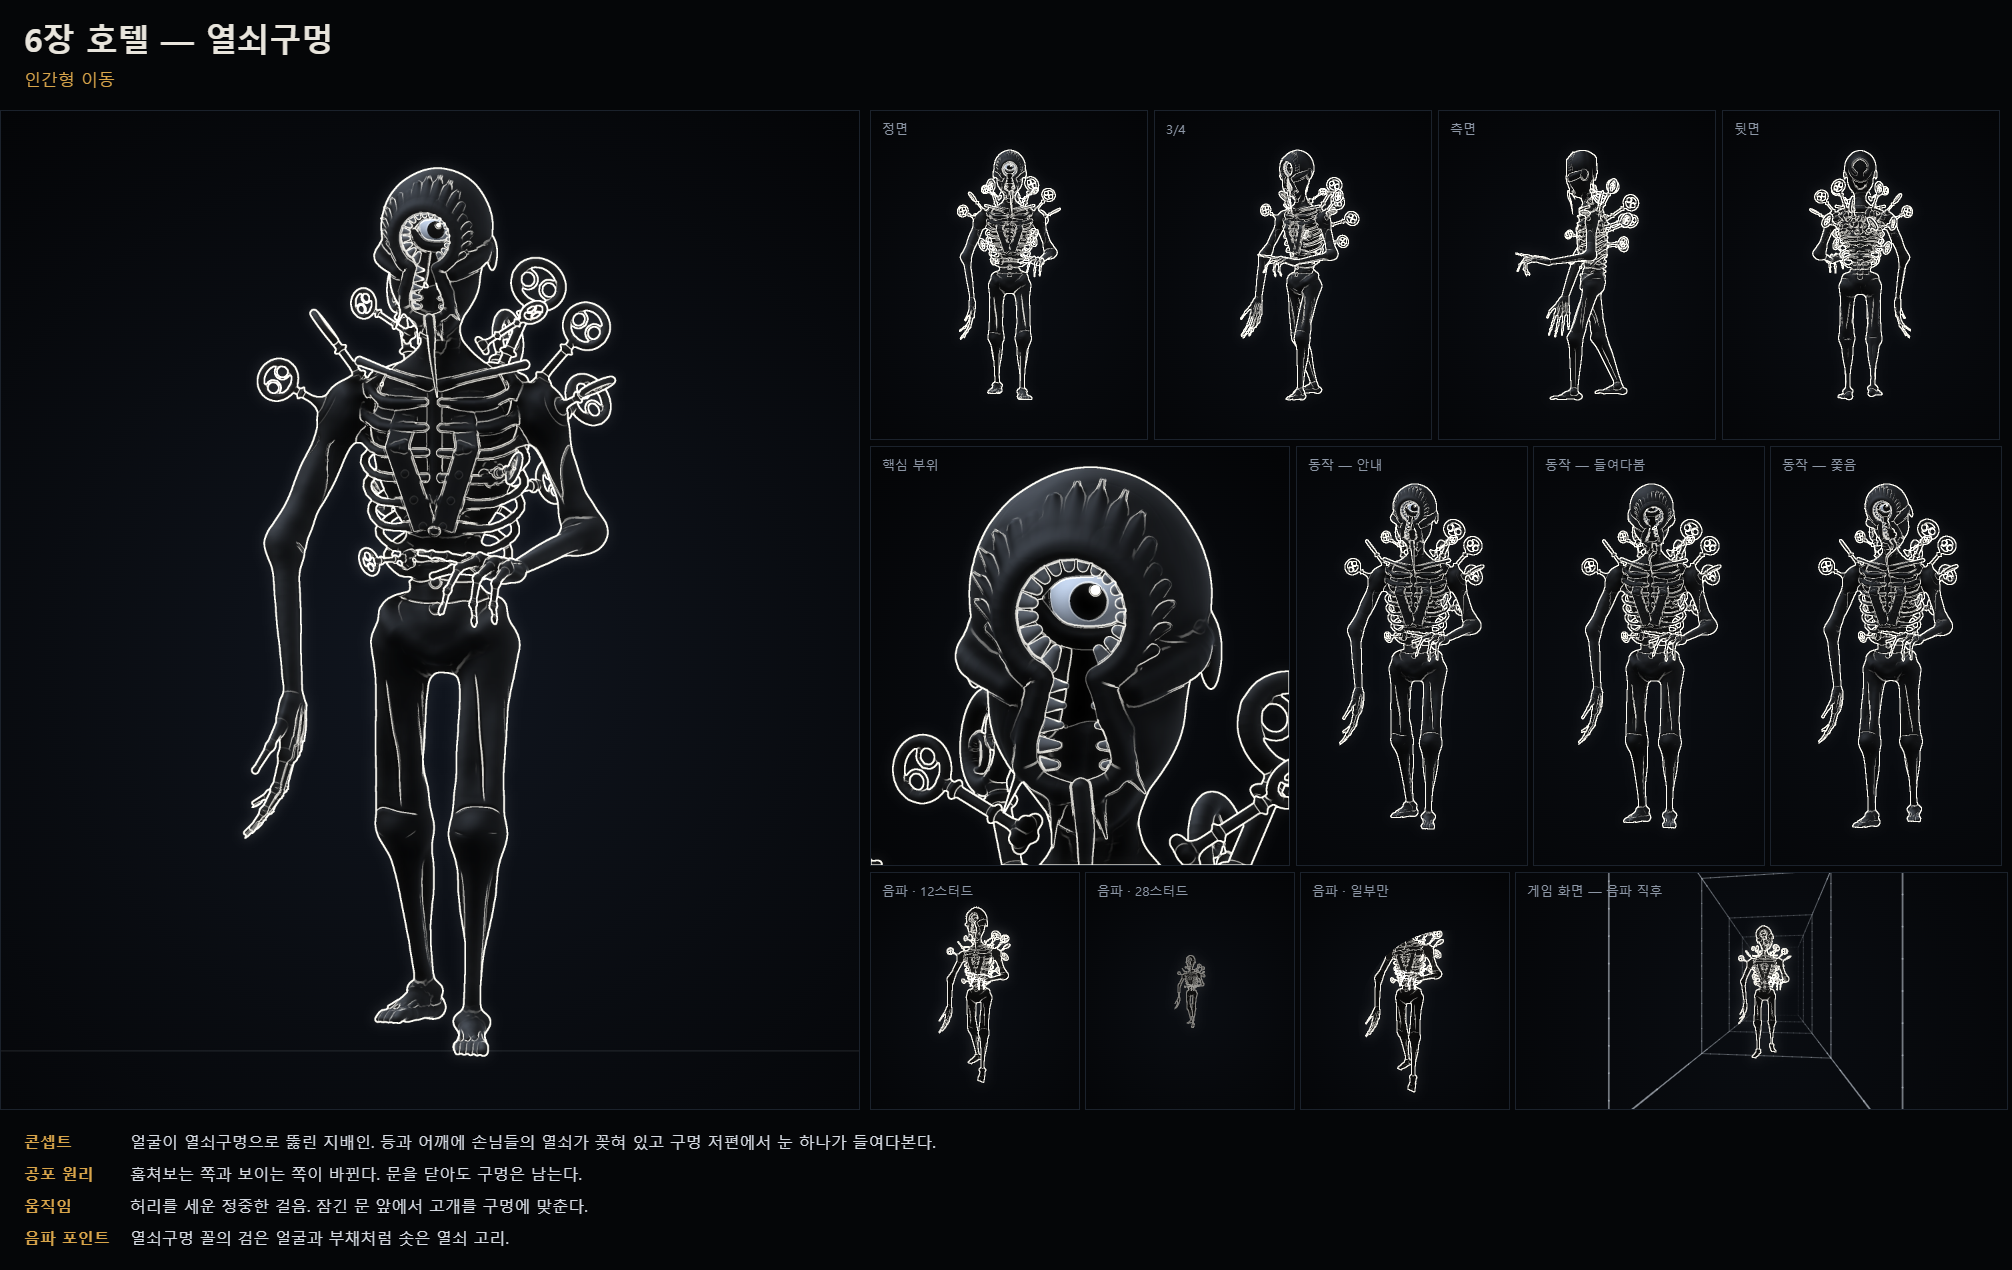 6장 호텔 — 열쇠구멍
인간형 이동
정면
3/4
측면
뒷면
핵심 부위
동작 — 안내
동작 — 들여다봄
동작 — 쫓음
음파 · 12스터드
음파 · 28스터드
음파 · 일부만
게임 화면 — 음파 직후
콘셉트 얼굴이 열쇠구멍으로 뚫린 지배인. 등과 어깨에 손님들의 열쇠가 꽂혀 있고 구멍 저편에서 눈 하나가 들여다본다.
공포 원리 훔쳐보는 쪽과 보이는 쪽이 바뀐다. 문을 닫아도 구멍은 남는다.
움직임 허리를 세운 정중한 걸음. 잠긴 문 앞에서 고개를 구멍에 맞춘다.
음파 포인트 열쇠구멍 꼴의 검은 얼굴과 부채처럼 솟은 열쇠 고리.